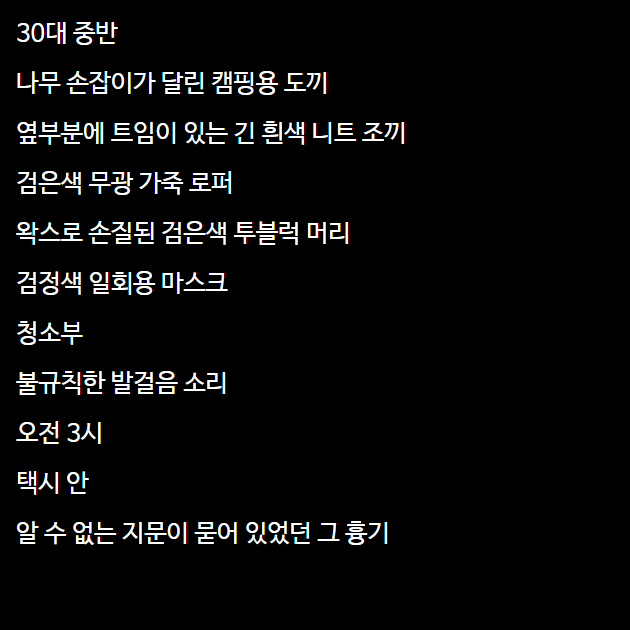 30대 중반
나무 손잡이가 달린 캠핑용 도끼
옆부분에 트임이 있는 긴 흰색 니트 조끼
검은색 무광 가죽 로퍼
왁스로 손질된 검은색 투블럭 머리
검정색 일회용 마스크
청소부
불규칙한 발걸음 소리
오전 3시
택시 안
알 수 없는 지문이 묻어 있었던 그 흉기